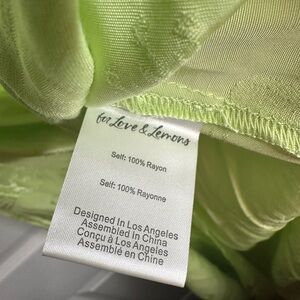 for Love & Lemons
Self: 100% Rayon
Self: 100% Rayonne
Designed In Los Angeles
Assembled In China
Conçu à Los Angeles
Assemblé en Chine